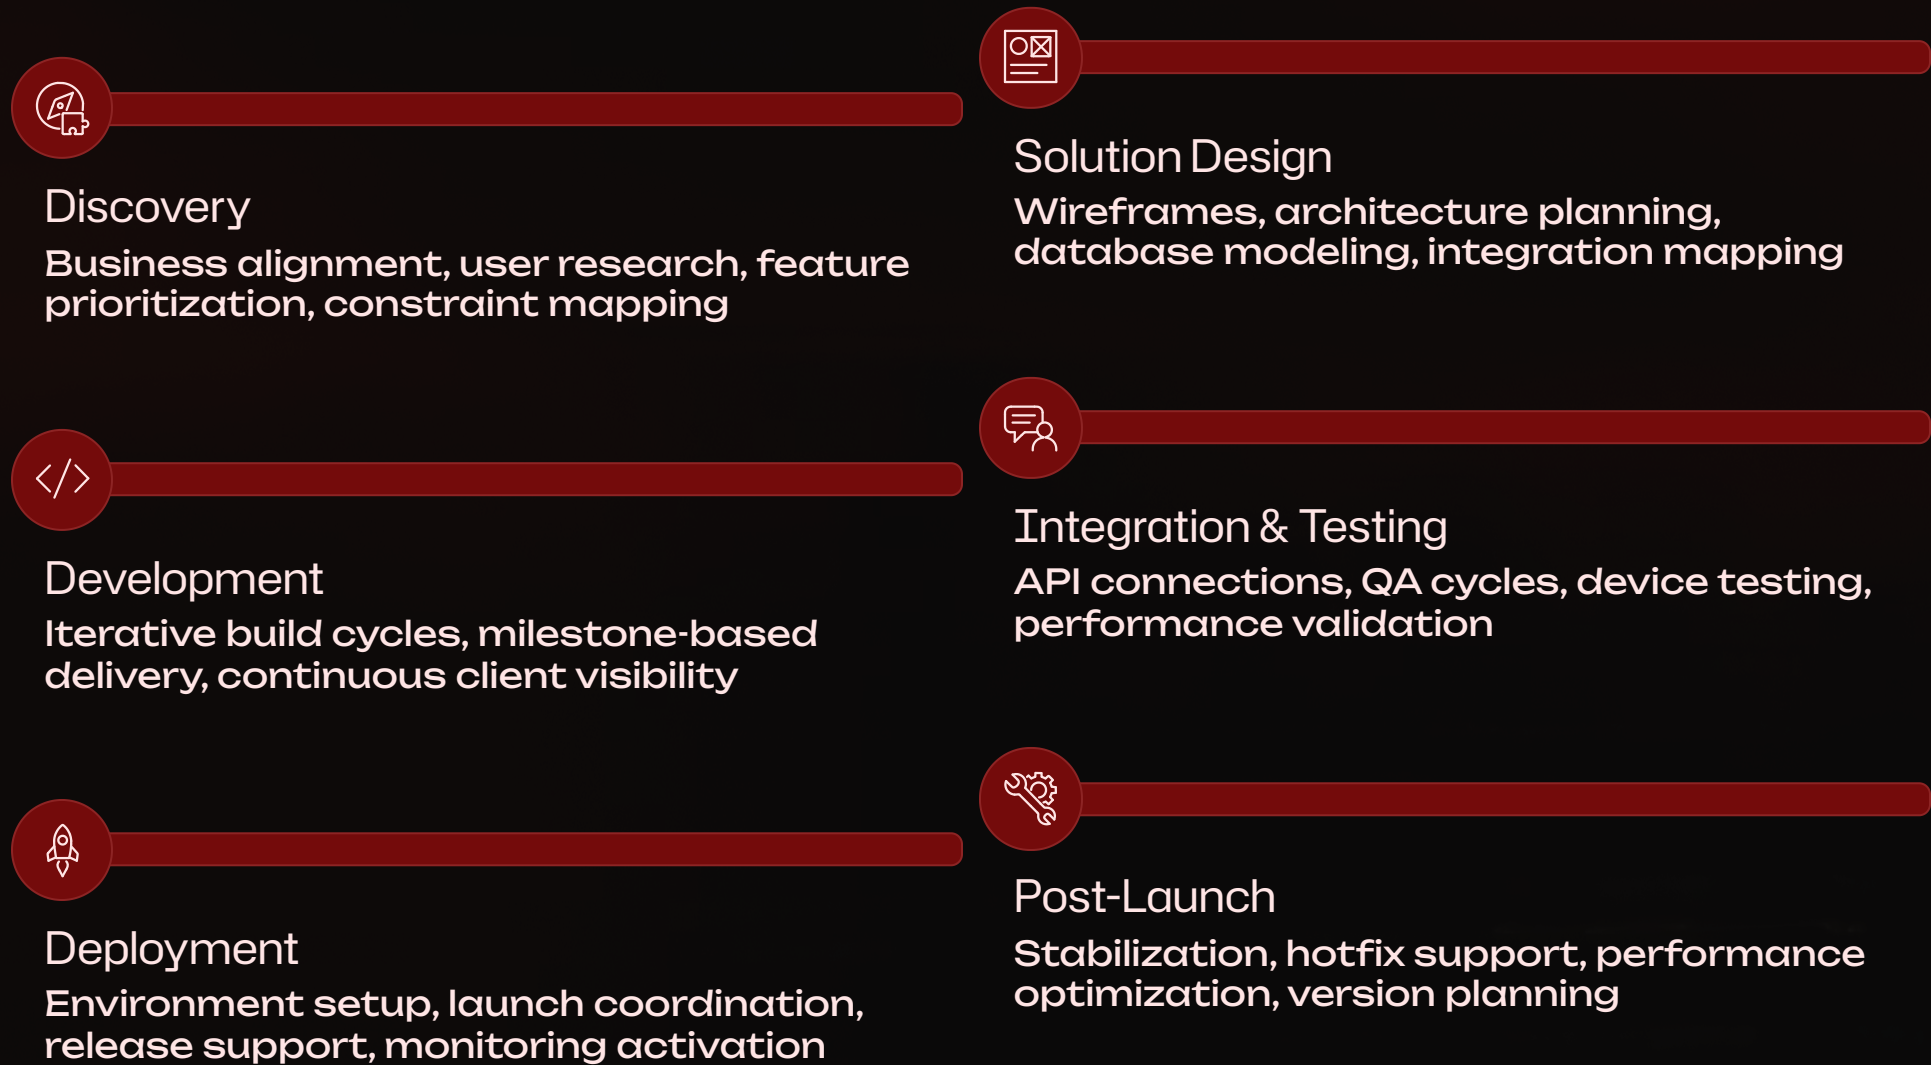 Discovery
Business alignment, user research, feature
prioritization, constraint mapping
Solution Design
Wireframes, architecture planning,
database modeling, integration mapping
Development
Iterative build cycles, milestone-based
delivery, continuous client visibility
Integration & Testing
API connections, QA cycles, device testing,
performance validation
Deployment
Environment setup, launch coordination,
release support, monitoring activation
Post-Launch
Stabilization, hotfix support, performance
optimization, version planning